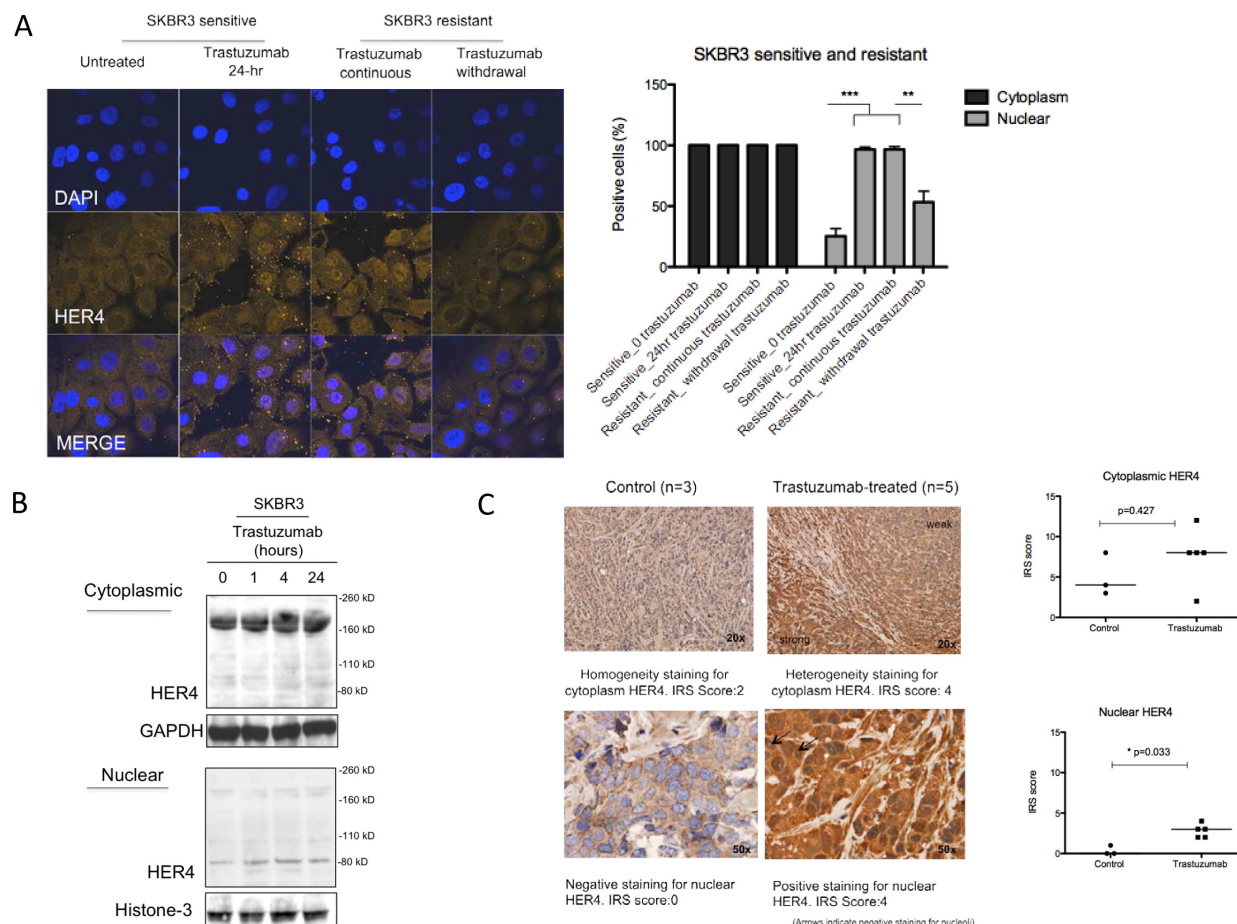 A
SKBR3 sensitive
SKBR3 resistant
Untreated
Trastuzumab
24-hr
Trastuzumab
continuous
Trastuzumab
withdrawal
DAPI
HER4
MERGE
SKBR3 sensitive and resistant
Positive cells (%)
150
100
50
0
***
**
Cytoplasm
Nuclear
Sensitive_0 trastuzumab
Sensitive_24hr trastuzumab
Resistant_ continuous trastuzumab
Resistant_ withdrawal trastuzumab
Sensitive_0 trastuzumab
Sensitive_24hr trastuzumab
Resistant_ continuous trastuzumab
Resistant_ withdrawal trastuzumab
B
SKBR3
Trastuzumab
(hours)
0 1 4 24
Cytoplasmic
-260 kD
-160 kD
-110 kD
-80 kD
HER4
GAPDH
Nuclear
-260 kD
-160 kD
-110 kD
-80 kD
HER4
Histone-3
C
Control (n=3)
Trastuzumab-treated (n=5)
20x
weak
strong
20x
Homogeneity staining for
cytoplasm HER4. IRS Score:2
Heterogeneity staining for
cytoplasm HER4. IRS score: 4
50x
50x
Negative staining for nuclear
HER4. IRS score:0
Positive staining for nuclear
HER4. IRS Score:4
(Arrows indicate negative staining for nucleoli)
Cytoplasmic HER4
IRS score
15
10
5
0
p=0.427
Control
Trastuzumab
Nuclear HER4
IRS score
15
10
5
0
* p=0.033
Control
Trastuzumab